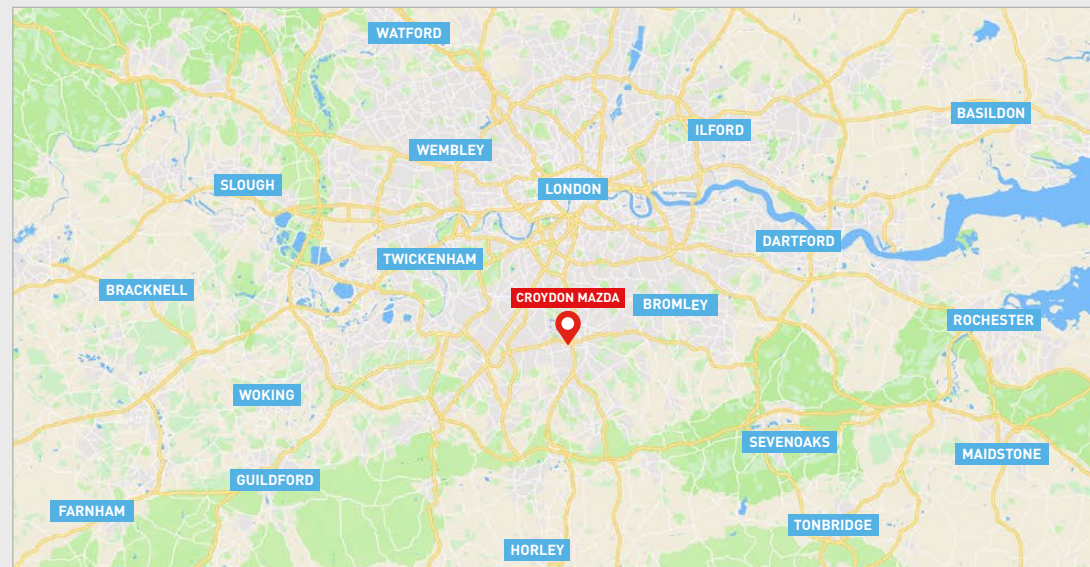 WATFORD
BASILDON
ILFORD
WEMBLEY
SLOUGH
LONDON
DARTFORD
TWICKENHAM
BRACKNELL
CROYDON MAZDA
BROMLEY
ROCHESTER
WOKING
SEVENOAKS
MAIDSTONE
GUILDFORD
FARNHAM
TONBRIDGE
HORLEY